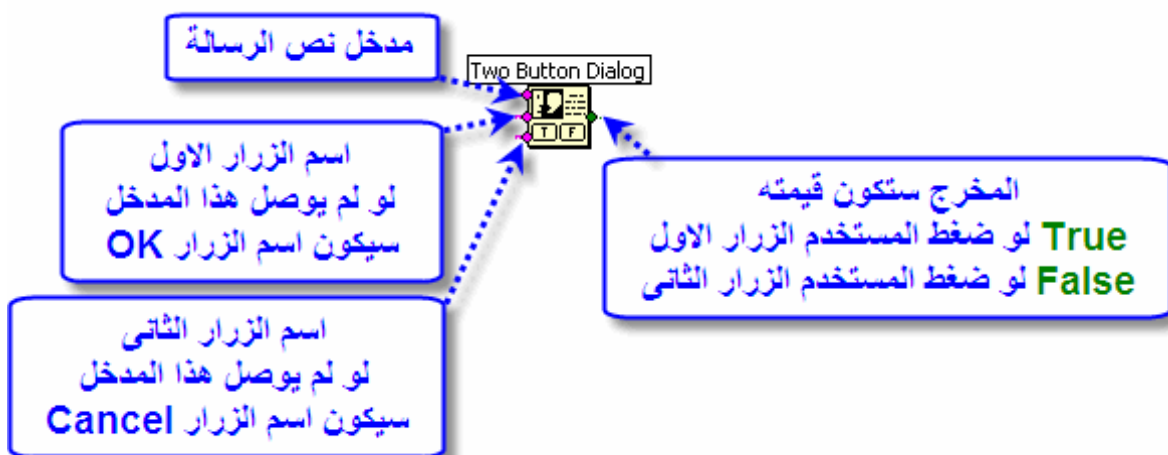 مدخل نص الرسالة
Two Button Dialog
T F
اسم الزرار الاول
لو لم يوصل هذا المدخل
سيكون اسم الزرار OK
المخرج ستكون قيمته
True لو ضغط المستخدم الزرار الاول
False لو ضغط المستخدم الزرار الثانى
اسم الزرار الثانى
لو لم يوصل هذا المدخل
سيكون اسم الزرار Cancel